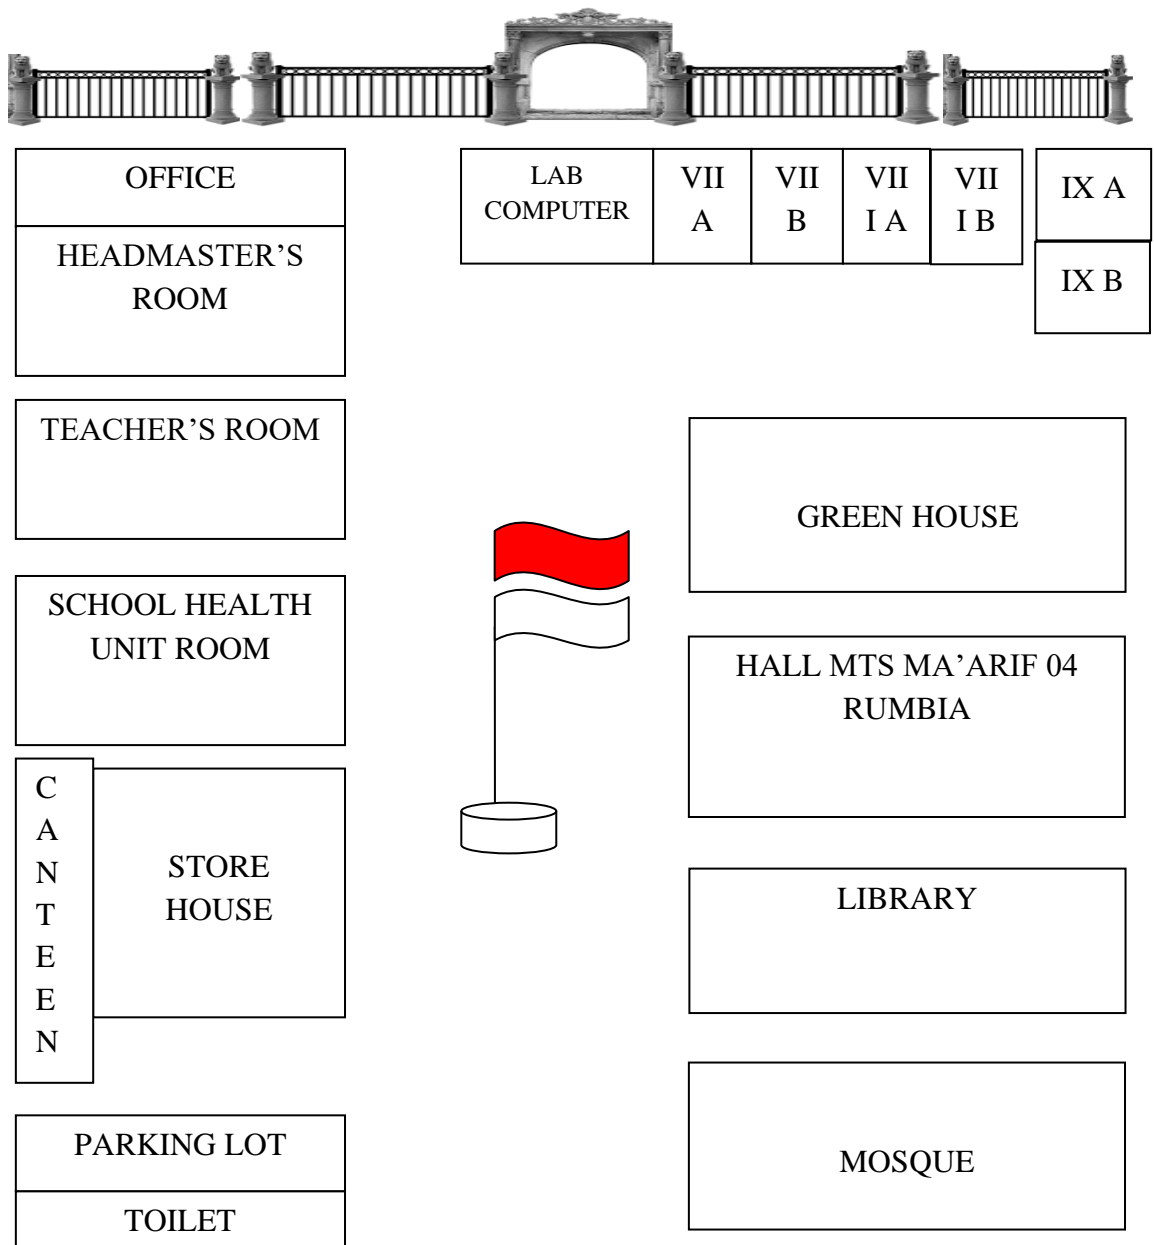 OFFICE
HEADMASTER’S
ROOM
TEACHER’S ROOM
SCHOOL HEALTH
UNIT ROOM
C
A
N
T
E
E
N
STORE
HOUSE
PARKING LOT
TOILET
LAB
COMPUTER
VII
A
VII
B
VII
I A
VII
I B
IX A
IX B
GREEN HOUSE
HALL MTS MA’ARIF 04
RUMBIA
LIBRARY
MOSQUE